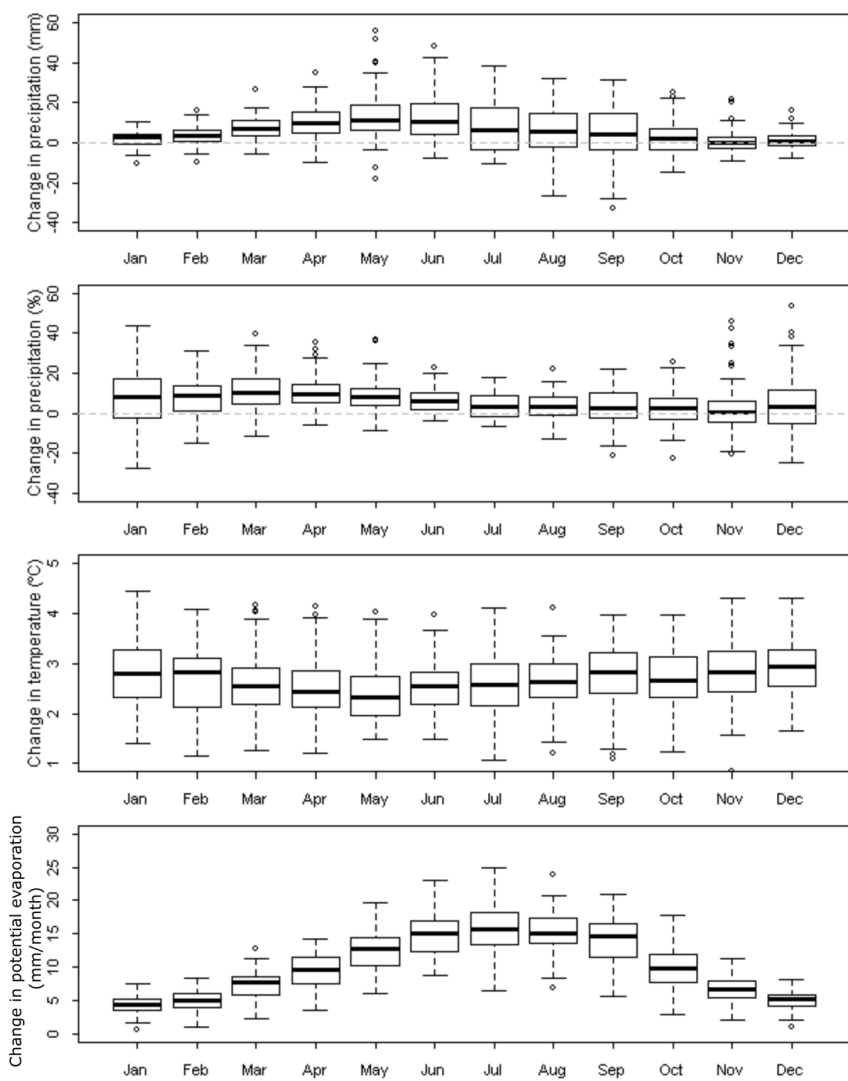 Change in precipitation (mm)
60
40
20
0
-20
-40
Jan Feb Mar Apr May Jun Jul Aug Sep Oct Nov Dec
Change in precipitation (%)
60
40
20
0
-20
-40
Jan Feb Mar Apr May Jun Jul Aug Sep Oct Nov Dec
Change in temperature (ºC)
5
4
3
2
1
Jan Feb Mar Apr May Jun Jul Aug Sep Oct Nov Dec
Change in potential evaporation
(mm/month)
30
25
20
15
10
5
0
Jan Feb Mar Apr May Jun Jul Aug Sep Oct Nov Dec